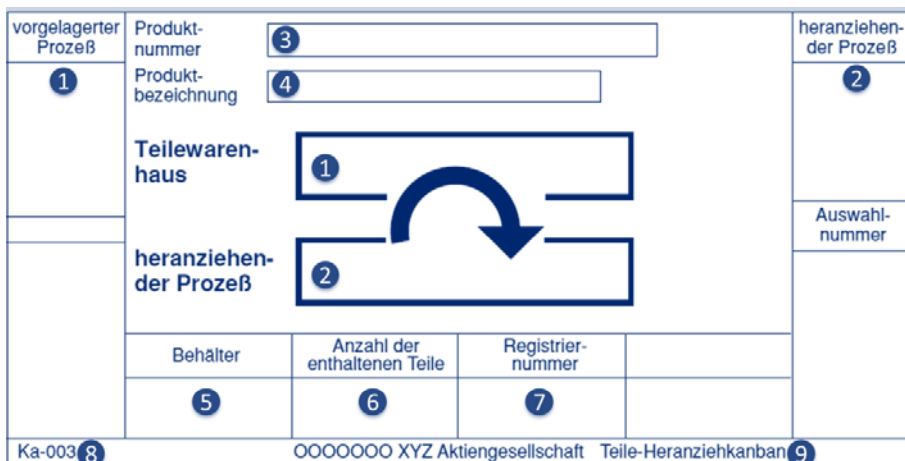 vorgelagerter
Prozeß
1
Produkt-
nummer
3
Produkt-
bezeichnung
4
heranziehen-
der Prozeß
2
Teilewaren-
haus
1
heranziehen-
der Prozeß
2
Auswahl-
nummer
Behälter
Anzahl der
enthaltenen Teile
Registrier-
nummer
5
6
7
Ka-003 8
OOOOOOO XYZ Aktiengesellschaft Teile-Heranziehkanban 9